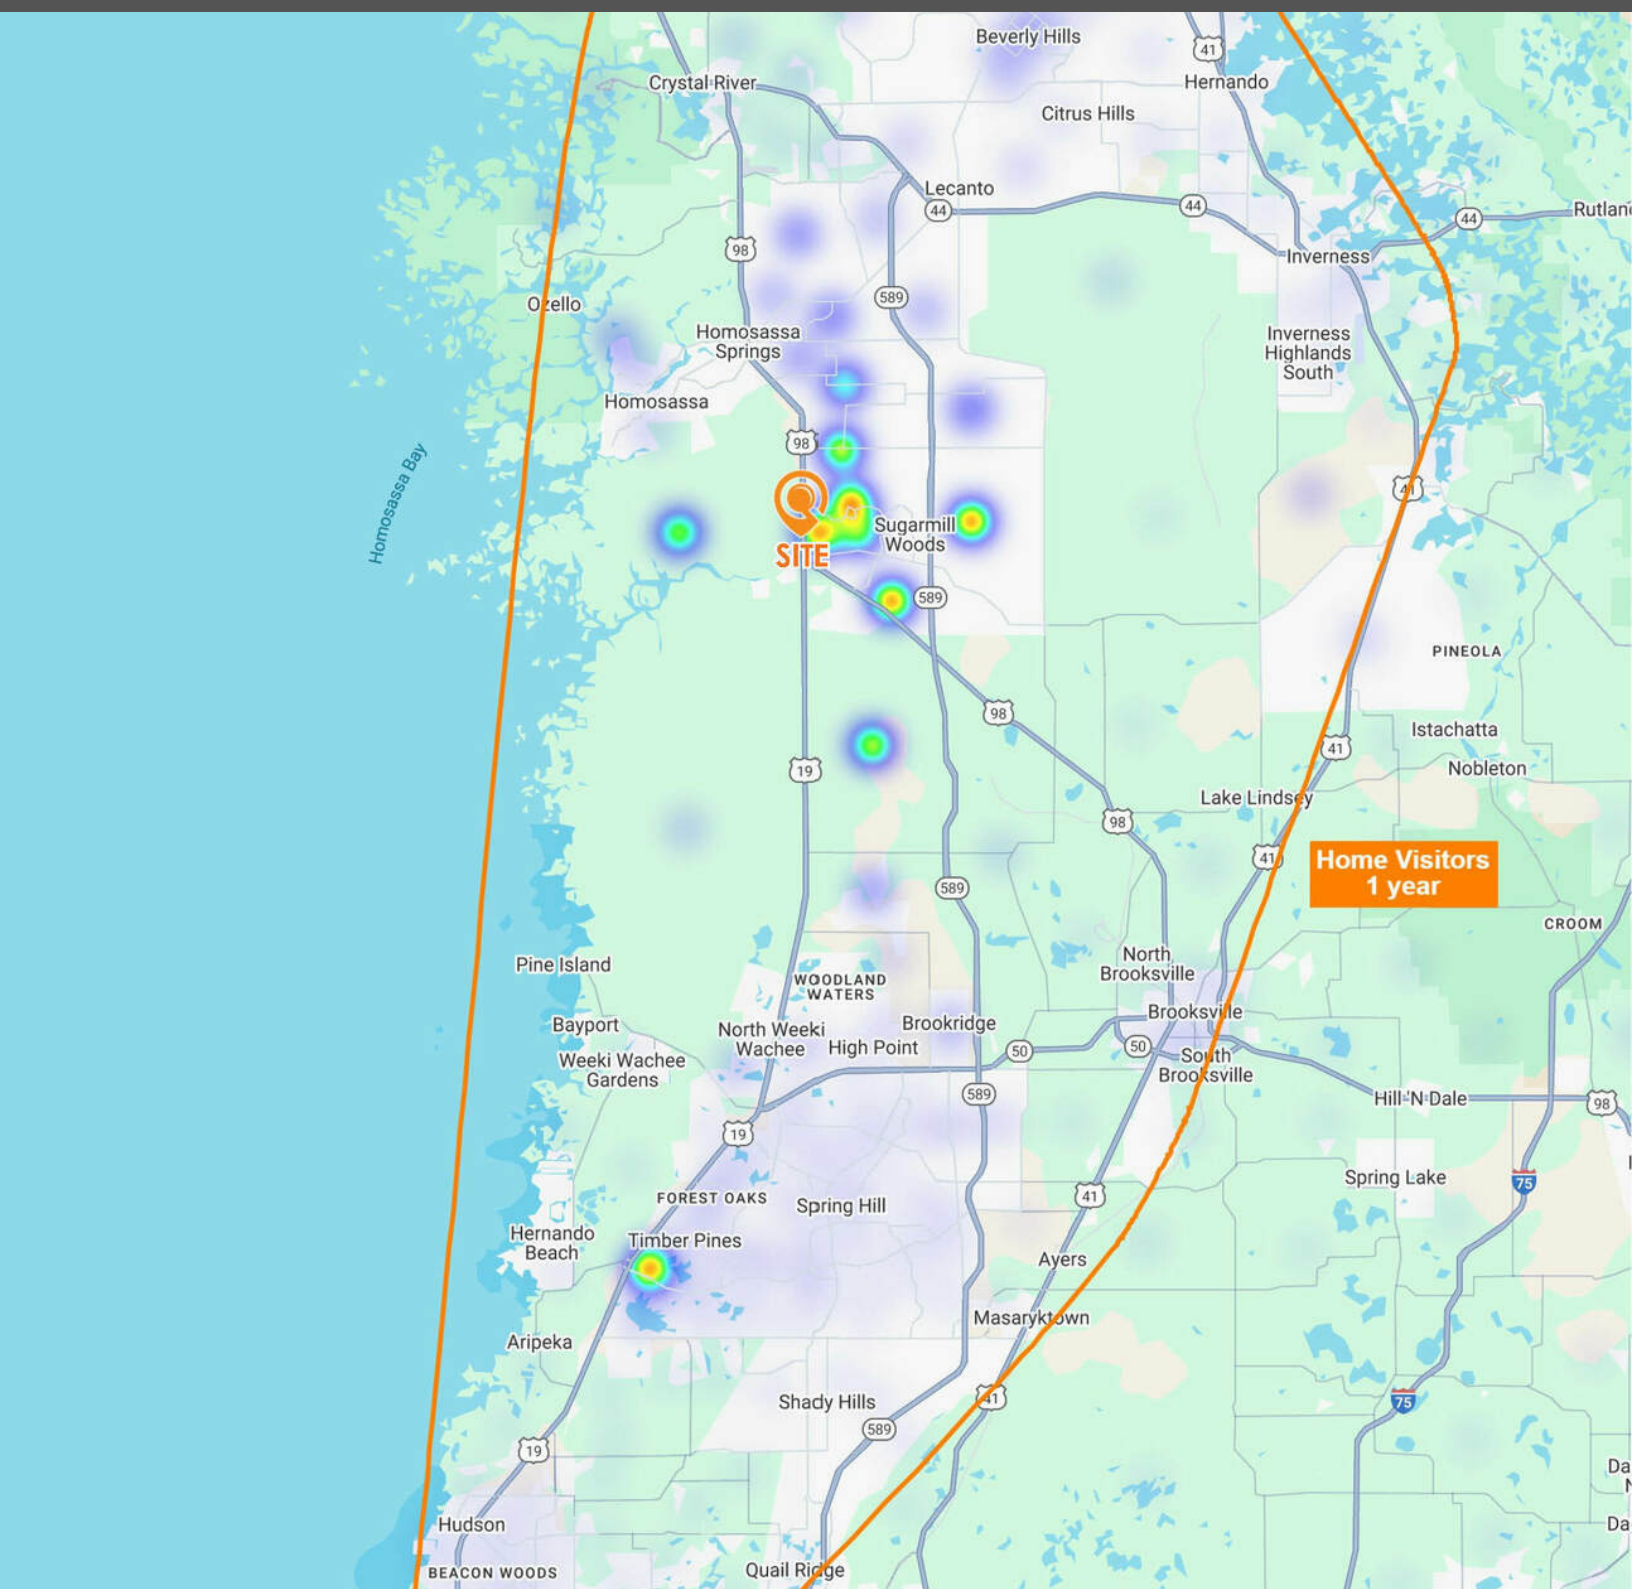 Beverly Hills
41
Hernando
Crystal River
Citrus Hills
Lecanto
44
44
44
98
Inverness
589
Ozello
Homosassa
Springs
Inverness
Highlands
South
Homosassa
98
Homosassa Bay
41
Sugarmill
Woods
SITE
589
PINEOLA
98
Istachatta
41
19
Nobleton
Lake Lindsey
98
41
Home Visitors
1 year
589
CROOM
North
Brooksville
Pine Island
WOODLAND
WATERS
Brooksville
Bayport
North Weeki
Wachee
Brookridge
High Point
50
50
South
Brooksville
Weeki Wachee
Gardens
589
Hill 'N Dale
98
19
Spring Lake
75
FOREST OAKS
41
Spring Hill
Hernando
Beach
Timber Pines
Ayers
Masaryktown
Aripeka
41
75
Shady Hills
589
19
Hudson
BEACON WOODS
Quail Ridge